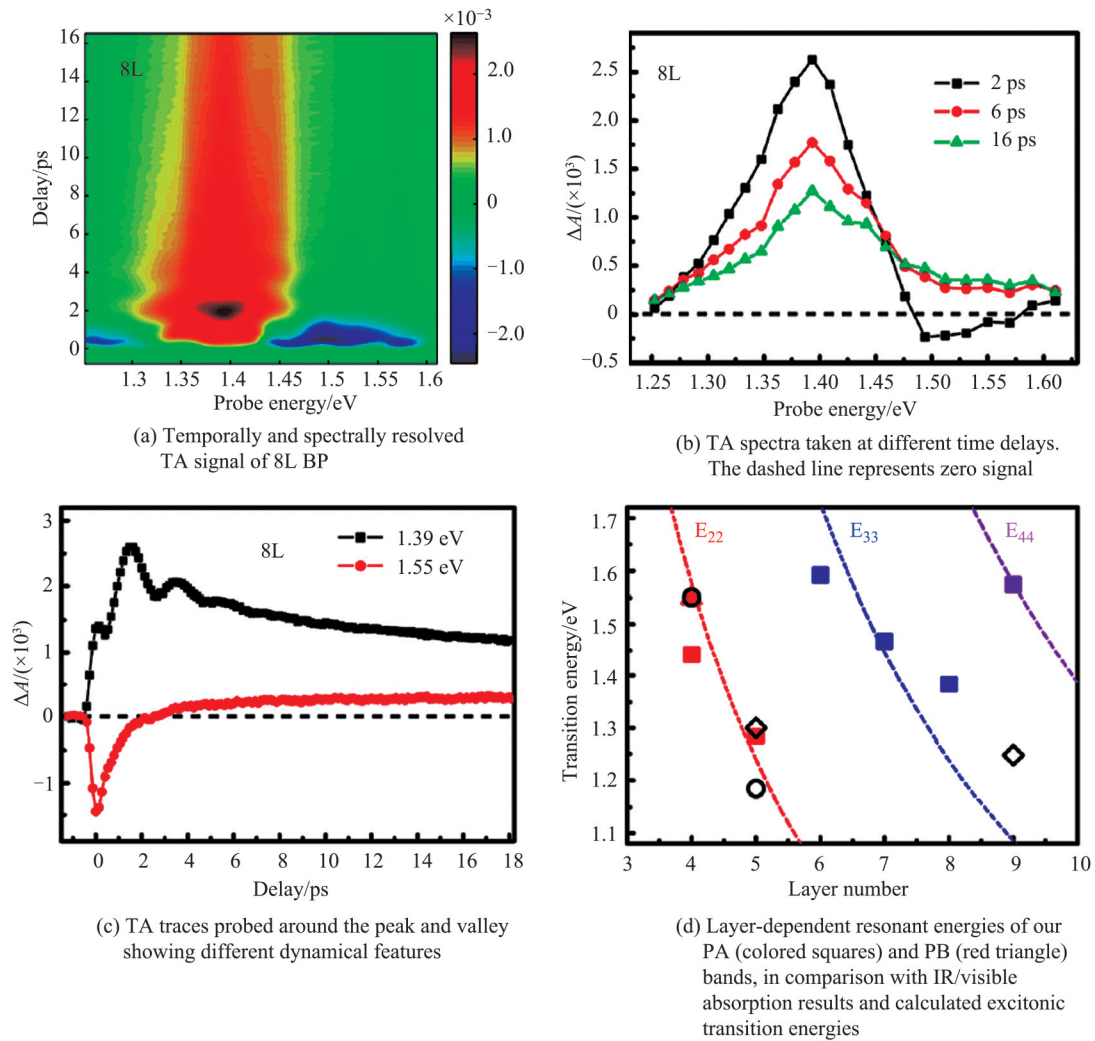 ×10⁻³
16
14
12
10
8
6
4
2
0
8L
Delay/ps
2.0
1.0
0
−1.0
−2.0
1.3
1.35
1.4
1.45
1.5
1.55
1.6
Probe energy/eV
(a) Temporally and spectrally resolved
TA signal of 8L BP
8L
2 ps
6 ps
16 ps
2.5
2.0
1.5
1.0
0.5
0
−0.5
ΔA/(×10³)
1.25
1.30
1.35
1.40
1.45
1.50
1.55
1.60
Probe energy/eV
(b) TA spectra taken at different time delays.
The dashed line represents zero signal
3
2
1
0
−1
ΔA/(×10³)
8L
1.39 eV
1.55 eV
0
2
4
6
8
10
12
14
16
18
Delay/ps
(c) TA traces probed around the peak and valley
showing different dynamical features
1.7
1.6
1.5
1.4
1.3
1.2
1.1
Transition energy/eV
E₂₂
E₃₃
E₄₄
3
4
5
6
7
8
9
10
Layer number
(d) Layer-dependent resonant energies of our
PA (colored squares) and PB (red triangle)
bands, in comparison with IR/visible
absorption results and calculated excitonic
transition energies